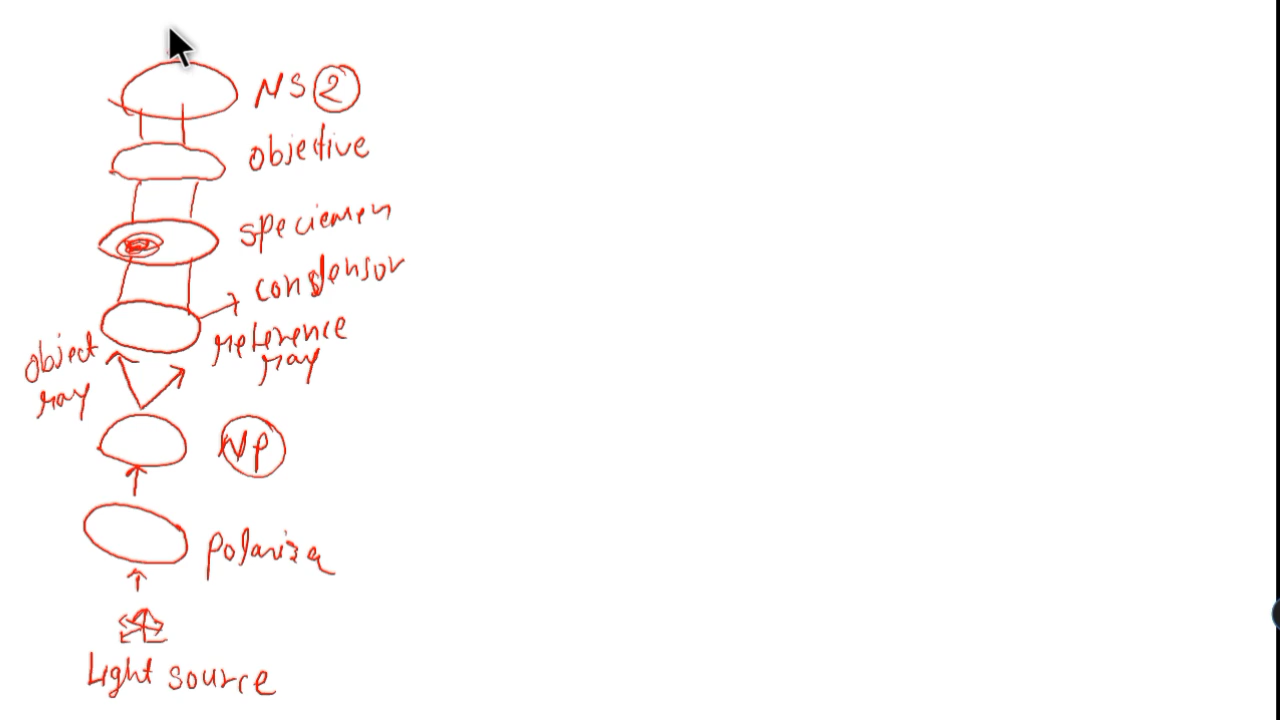 NS 2
objective
speciemen
condensor
reference
ray
object
ray
NP
polariza
Light source